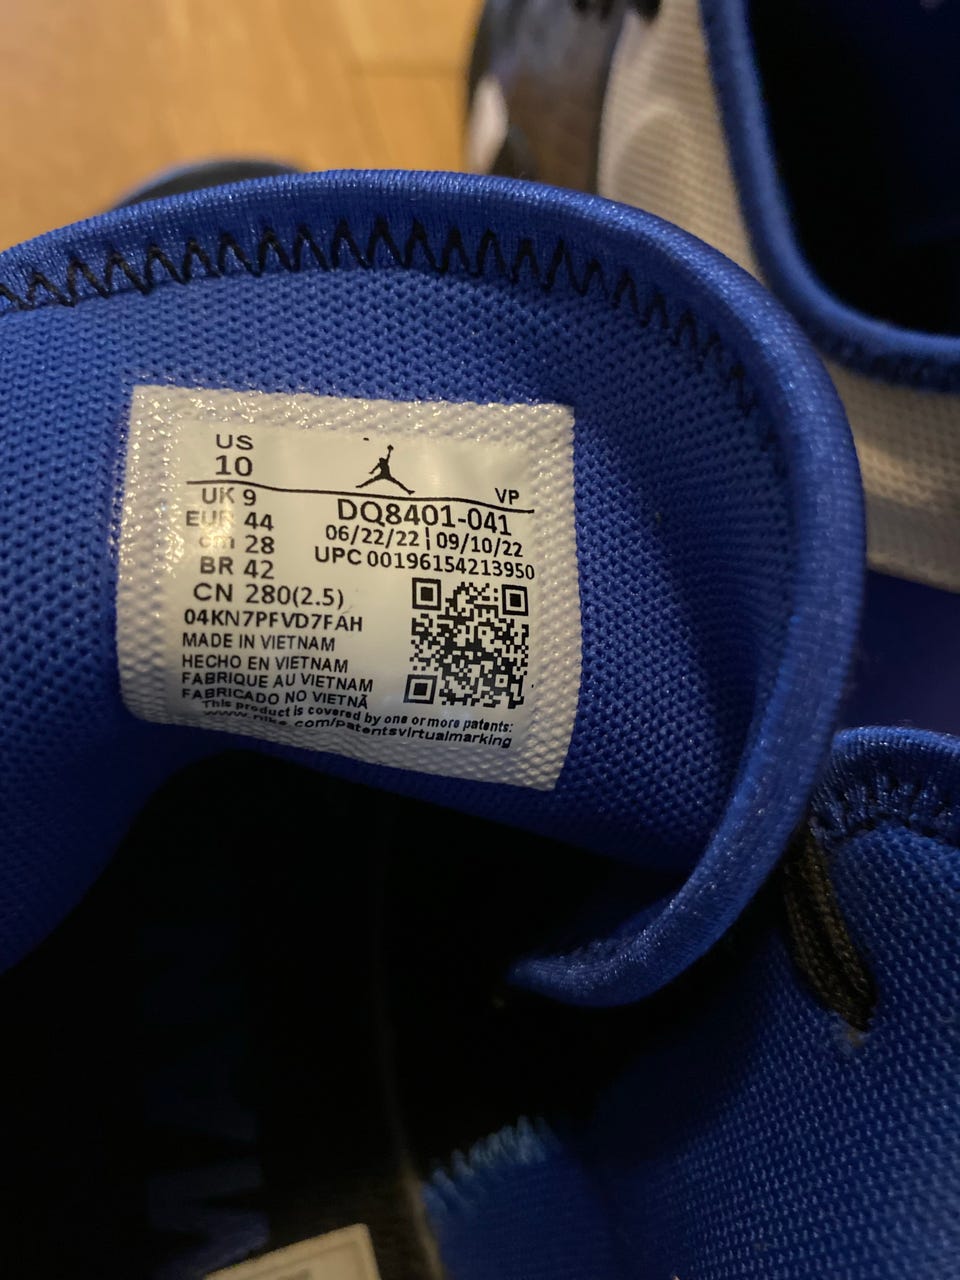 US
10
UK 9
EUR 44
cm 28
BR 42
CN 280(2.5)
VP
DQ8401-041
06/22/22 | 09/10/22
UPC 00196154213950
04KN7PFVD7FAH
MADE IN VIETNAM
HECHO EN VIETNAM
FABRIQUE AU VIETNAM
FABRICADO NO VIETNÃ
This product is covered by one or more patents:
www.nike.com/patentsvirtualmarking